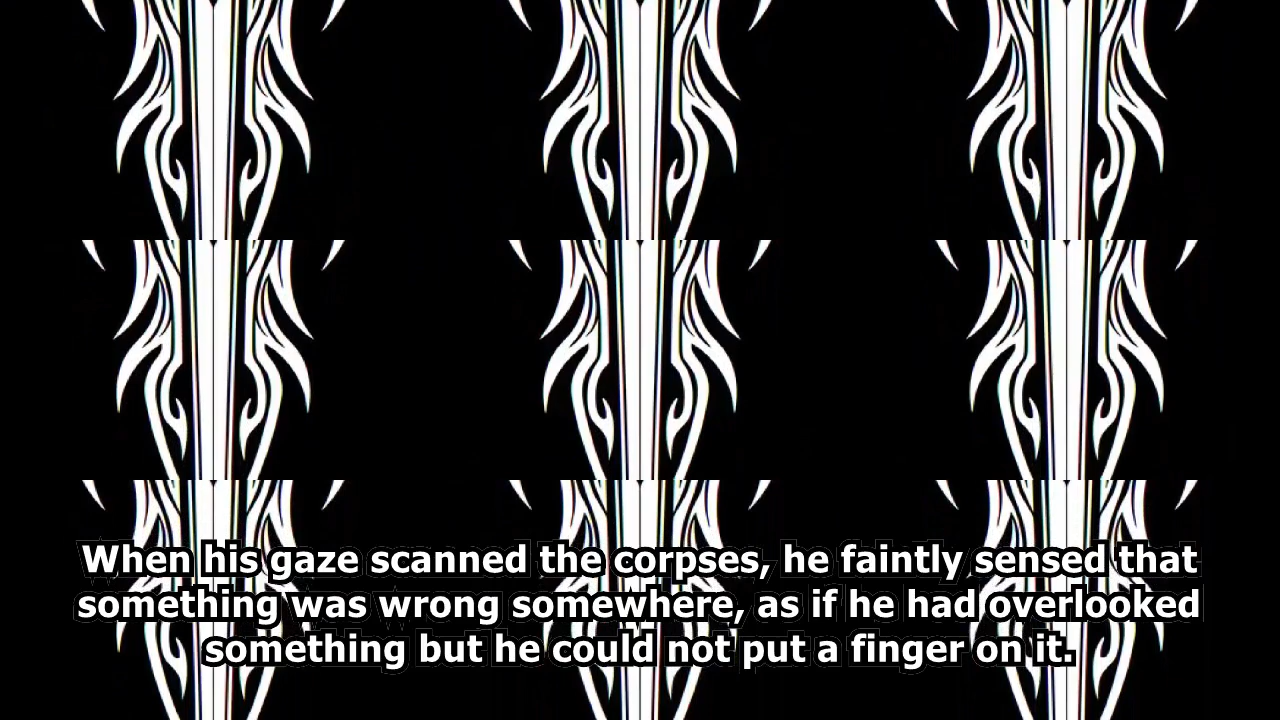 When his gaze scanned the corpses, he faintly sensed that
something was wrong somewhere, as if he had overlooked
something but he could not put a finger on it.